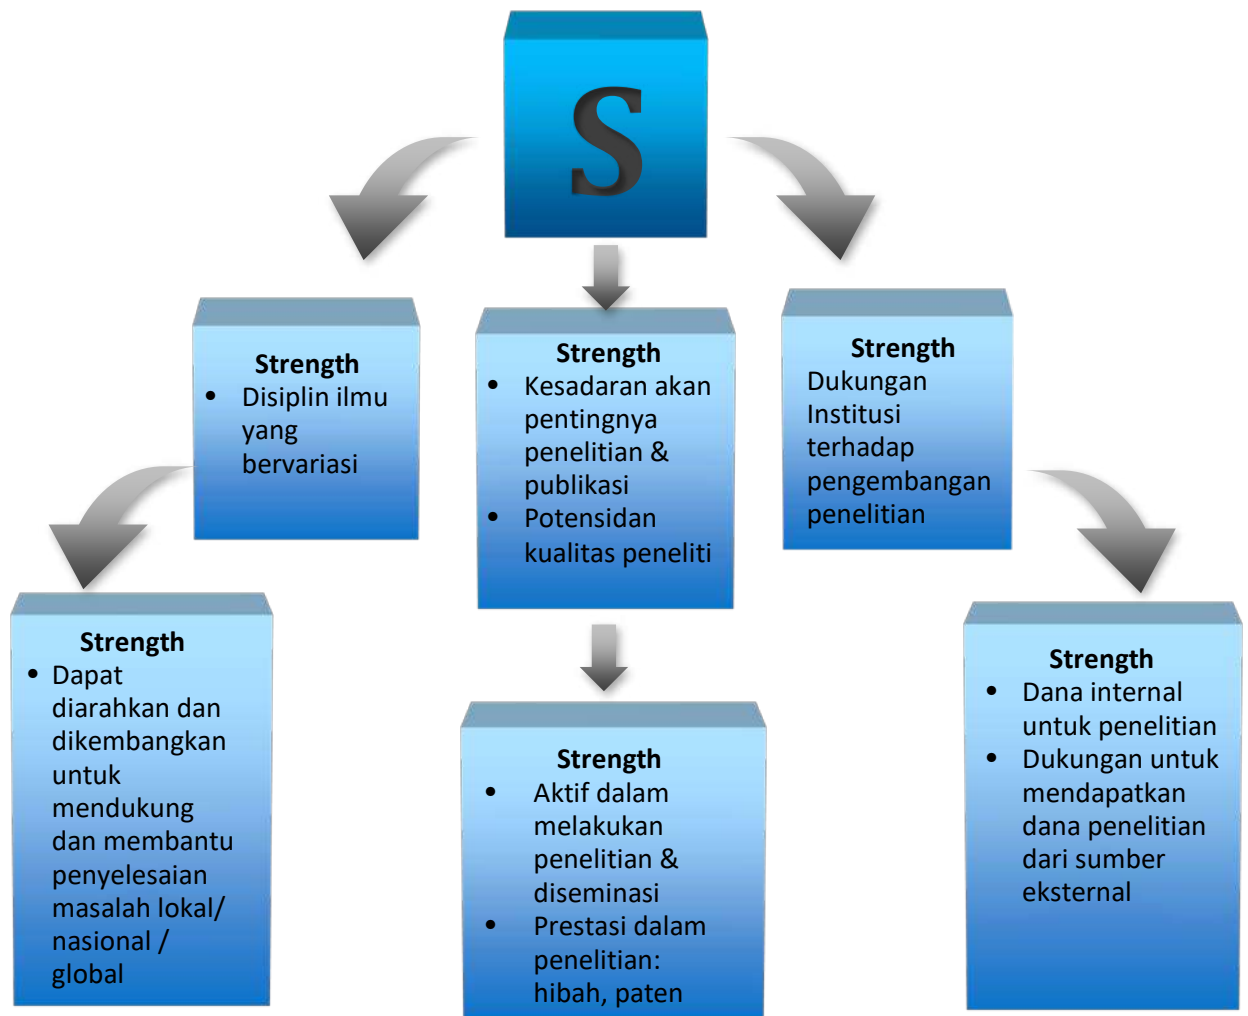 S
Strength
• Disiplin ilmu
yang
bervariasi
Strength
• Kesadaran akan
pentingnya
penelitian &
publikasi
• Potensidan
kualitas peneliti
Strength
Dukungan
Institusi
terhadap
pengembangan
penelitian
Strength
• Dapat
diarahkan dan
dikembangkan
untuk
mendukung
dan membantu
penyelesaian
masalah lokal/
nasional /
global
Strength
• Aktif dalam
melakukan
penelitian &
diseminasi
• Prestasi dalam
penelitian:
hibah, paten
Strength
• Dana internal
untuk penelitian
• Dukungan untuk
mendapatkan
dana penelitian
dari sumber
eksternal